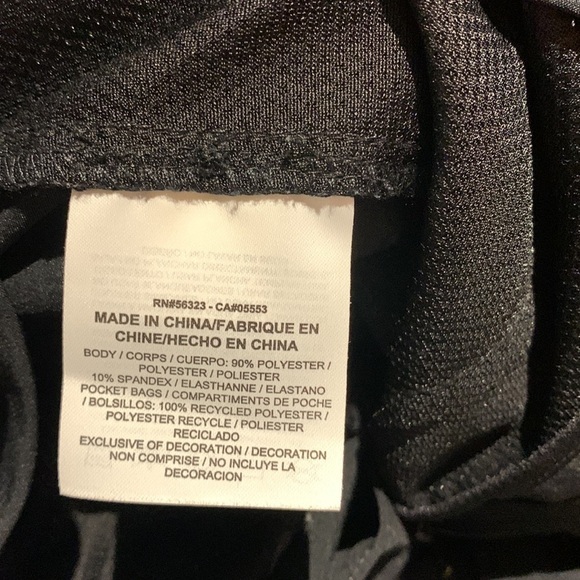 RN#56323 - CA#05553
MADE IN CHINA/FABRIQUE EN
CHINE/HECHO EN CHINA
BODY / CORPS / CUERPO: 90% POLYESTER /
POLYESTER / POLIESTER
10% SPANDEX / ELASTHANNE / ELASTANO
POCKET BAGS / COMPARTIMENTS DE POCHE
/ BOLSILLOS: 100% RECYCLED POLYESTER /
POLYESTER RECYCLE / POLIESTER
RECICLADO
EXCLUSIVE OF DECORATION / DECORATION
NON COMPRISE / NO INCLUYE LA
DECORACION